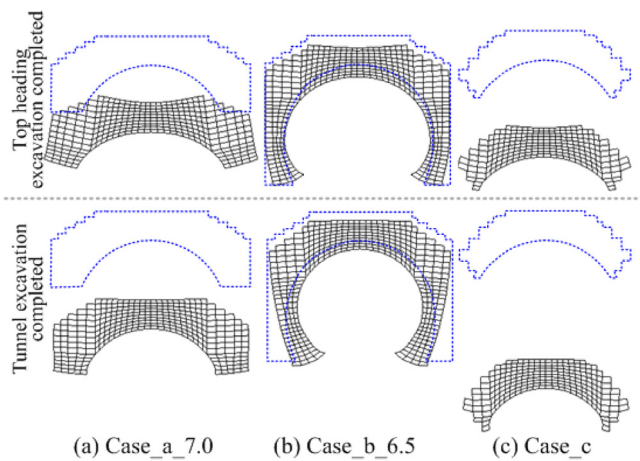 Top heading
excavation completed
Tunnel excavation
completed
(a) Case_a_7.0
(b) Case_b_6.5
(c) Case_c